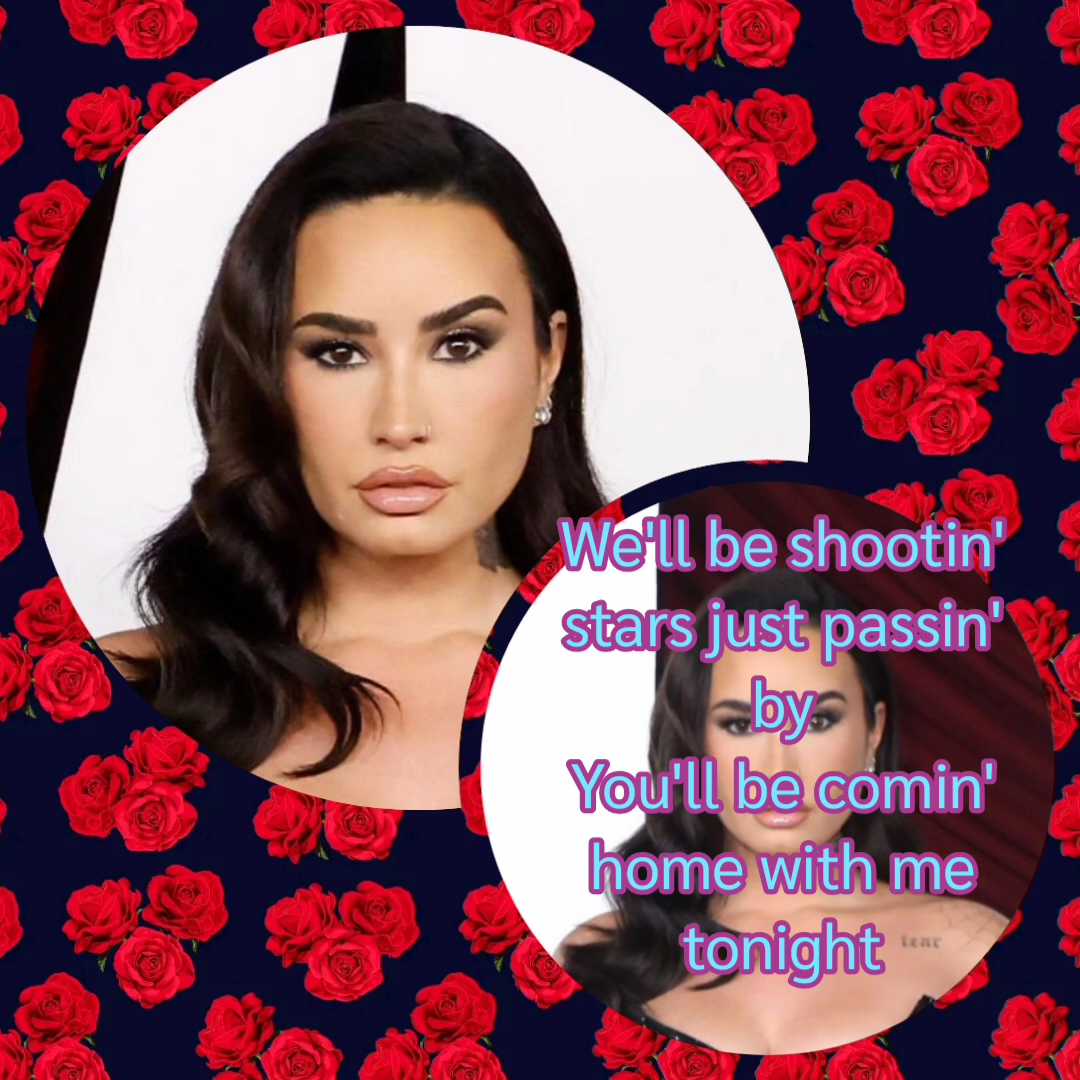 We'll be shootin'
stars just passin'
by
You'll be comin'
home with me
tonight